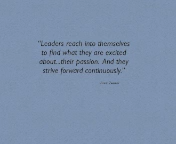 "Leaders reach into themselves
to find what they are excited
about...their passion. And they
strive forward continuously."